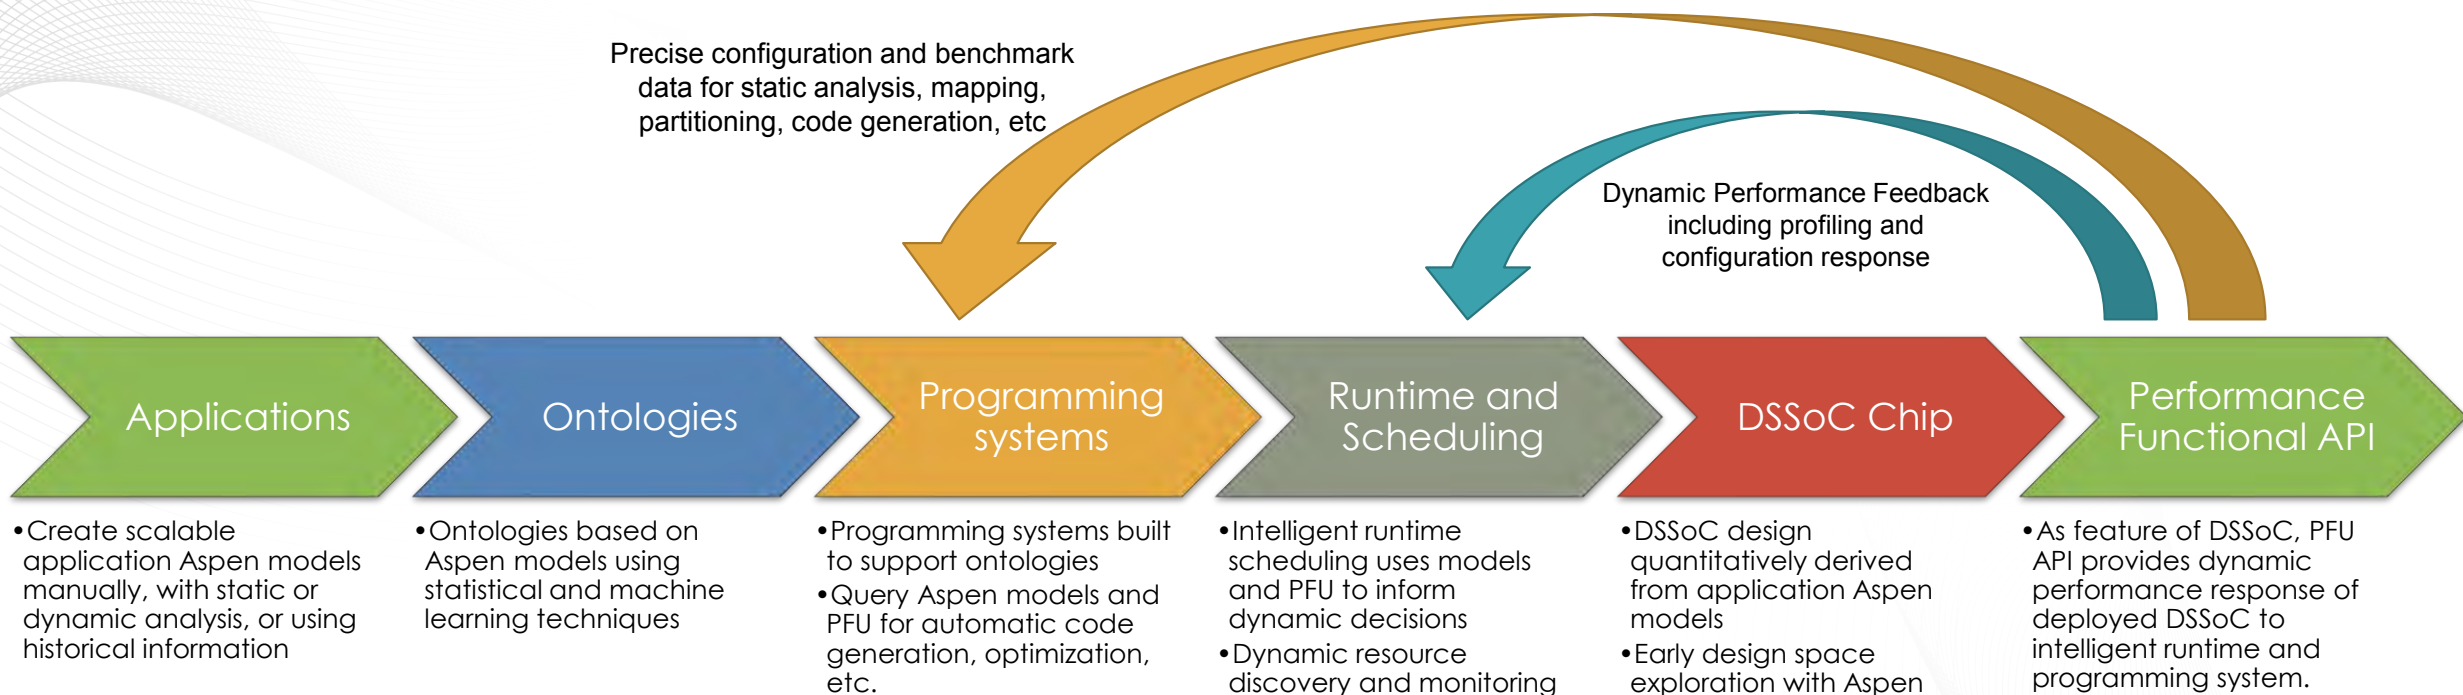 Precise configuration and benchmark
data for static analysis, mapping,
partitioning, code generation, etc
Dynamic Performance Feedback
including profiling and
configuration response
Applications
Ontologies
Programming
systems
Runtime and
Scheduling
DSSoC Chip
Performance
Functional API
•Create scalable
application Aspen models
manually, with static or
dynamic analysis, or using
historical information
•Ontologies based on
Aspen models using
statistical and machine
learning techniques
•Programming systems built
to support ontologies
•Query Aspen models and
PFU for automatic code
generation, optimization,
etc.
•Intelligent runtime
scheduling uses models
and PFU to inform
dynamic decisions
•Dynamic resource
discovery and monitoring
•DSSoC design
quantitatively derived
from application Aspen
models
•Early design space
exploration with Aspen
•As feature of DSSoC, PFU
API provides dynamic
performance response of
deployed DSSoC to
intelligent runtime and
programming system.